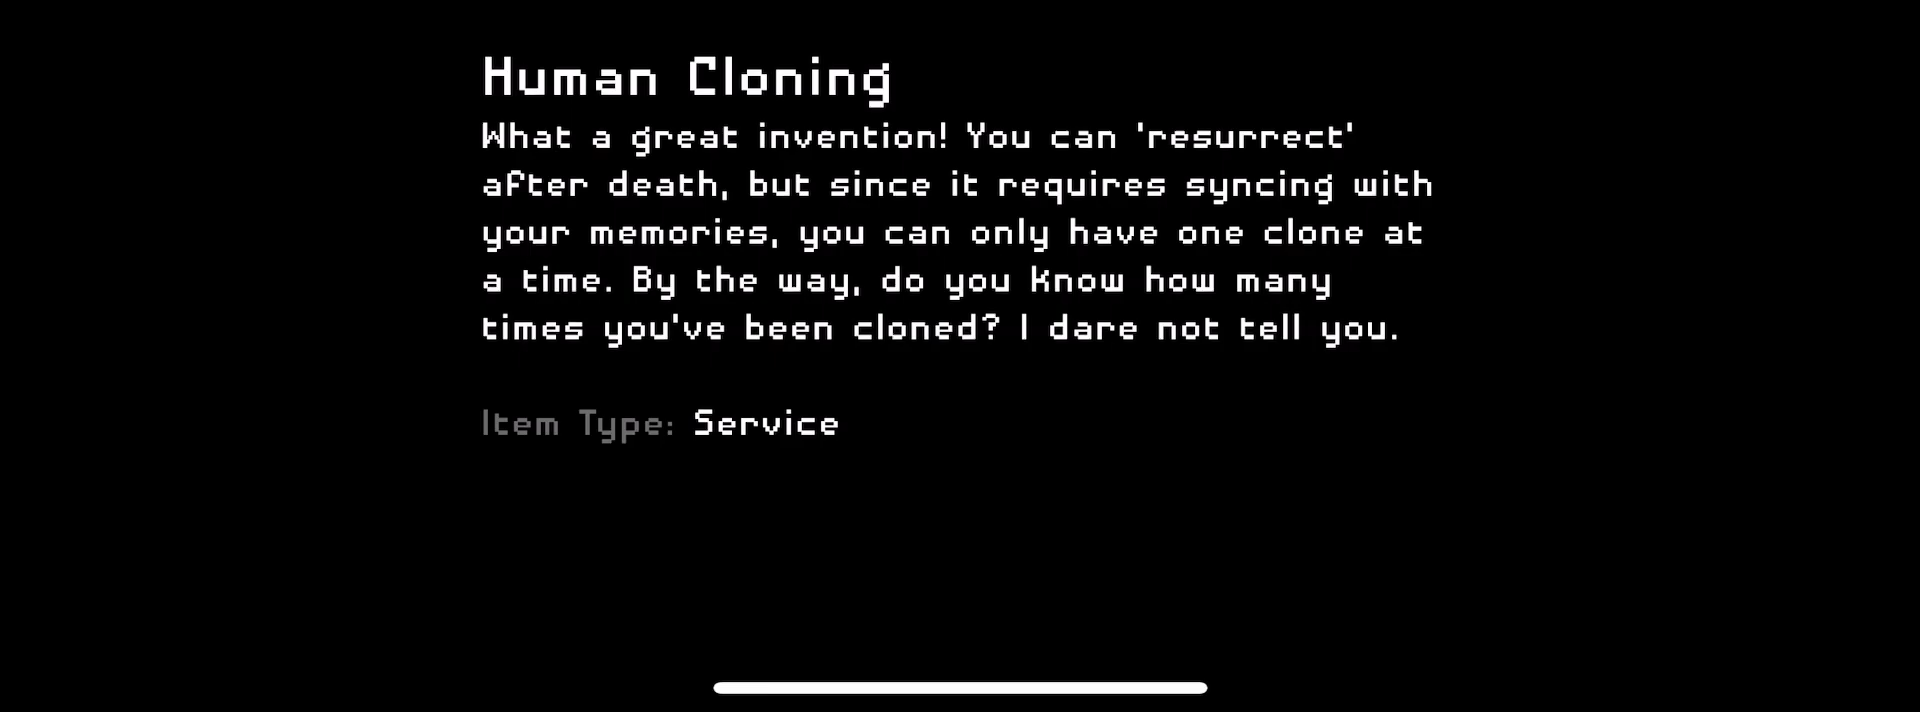 Human Cloning
What a great invention! You can 'resurrect'
after death, but since it requires syncing with
your memories, you can only have one clone at
a time. By the way, do you know how many
times you've been cloned? I dare not tell you.
Item Type: Service